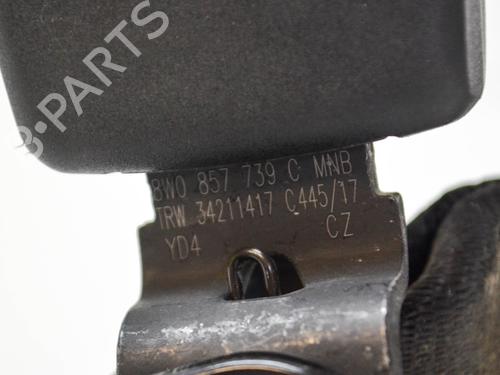 B-PARTS
8W0 857 739 C MNB
TRW 34211417 C445/17
YD4 CZ